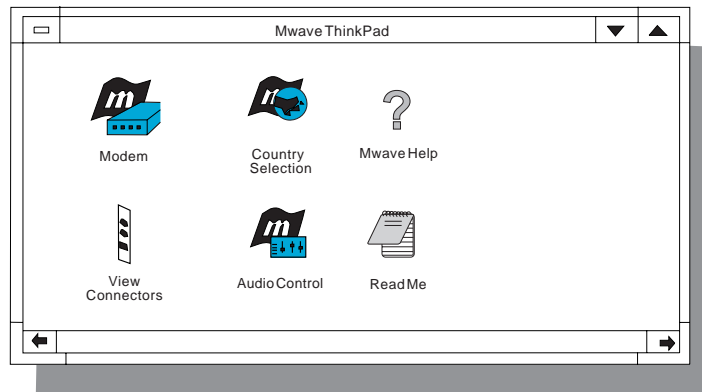 Mwave ThinkPad
m
m
Modem
Country
Selection
Mwave Help
m
View
Connectors
Audio Control
Read Me